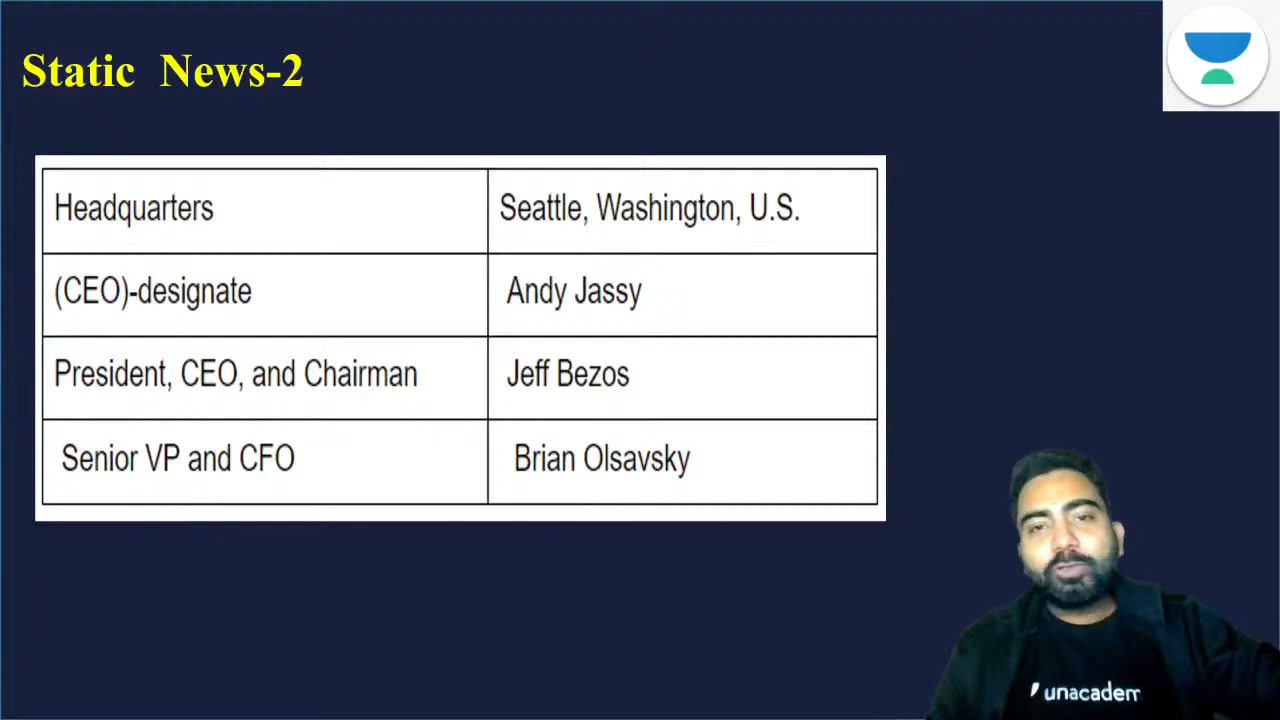 Static News-2
Headquarters Seattle, Washington, U.S.
(CEO)-designate Andy Jassy
President, CEO, and Chairman Jeff Bezos
Senior VP and CFO Brian Olsavsky
unacadem